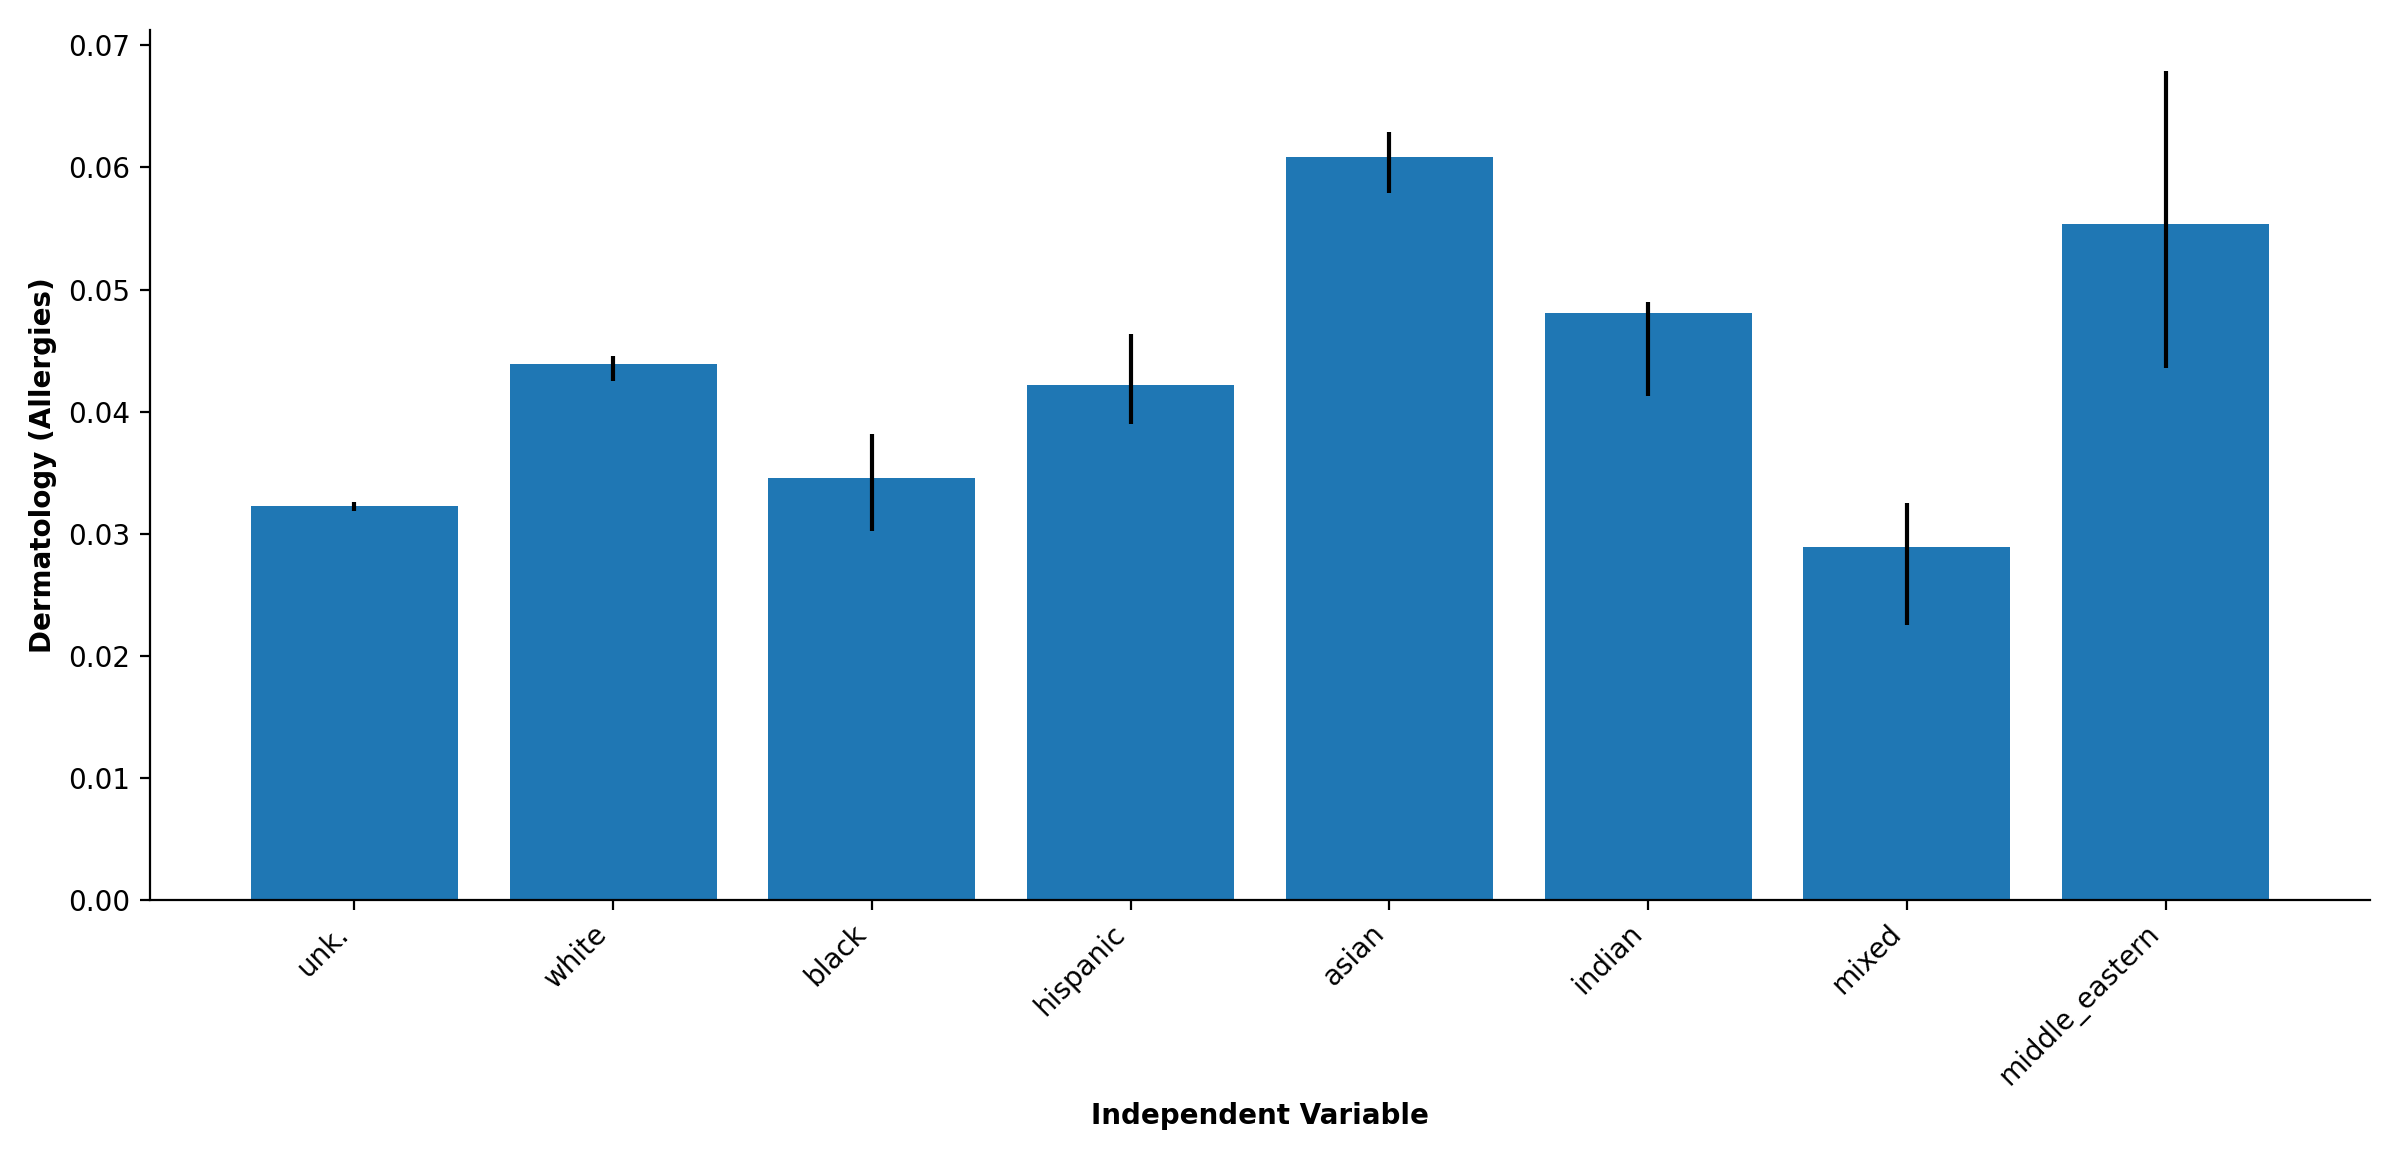 Dermatology (Allergies)
0.07
0.06
0.05
0.04
0.03
0.02
0.01
0.00
unk.
white
black
hispanic
asian
indian
mixed
middle_eastern
Independent Variable